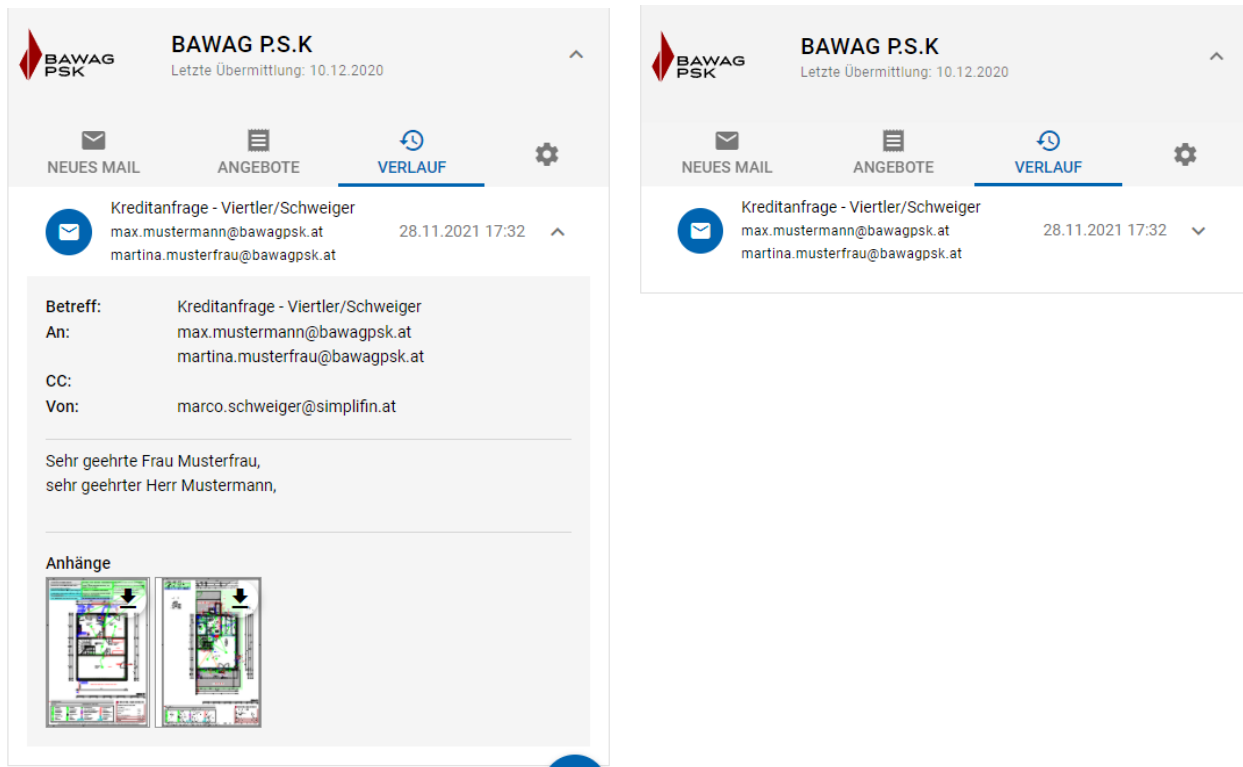 BAWAG
PSK
BAWAG P.S.K
Letzte Übermittlung: 10.12.2020
NEUES MAIL
ANGEBOTE
VERLAUF
Kreditanfrage - Viertler/Schweiger
max.mustermann@bawagpsk.at
martina.musterfrau@bawagpsk.at
28.11.2021 17:32
Betreff: Kreditanfrage - Viertler/Schweiger
An: max.mustermann@bawagpsk.at
martina.musterfrau@bawagpsk.at
CC:
Von: marco.schweiger@simplifin.at
Sehr geehrte Frau Musterfrau,
sehr geehrter Herr Mustermann,
Anhänge
BAWAG
PSK
BAWAG P.S.K
Letzte Übermittlung: 10.12.2020
NEUES MAIL
ANGEBOTE
VERLAUF
Kreditanfrage - Viertler/Schweiger
max.mustermann@bawagpsk.at
martina.musterfrau@bawagpsk.at
28.11.2021 17:32